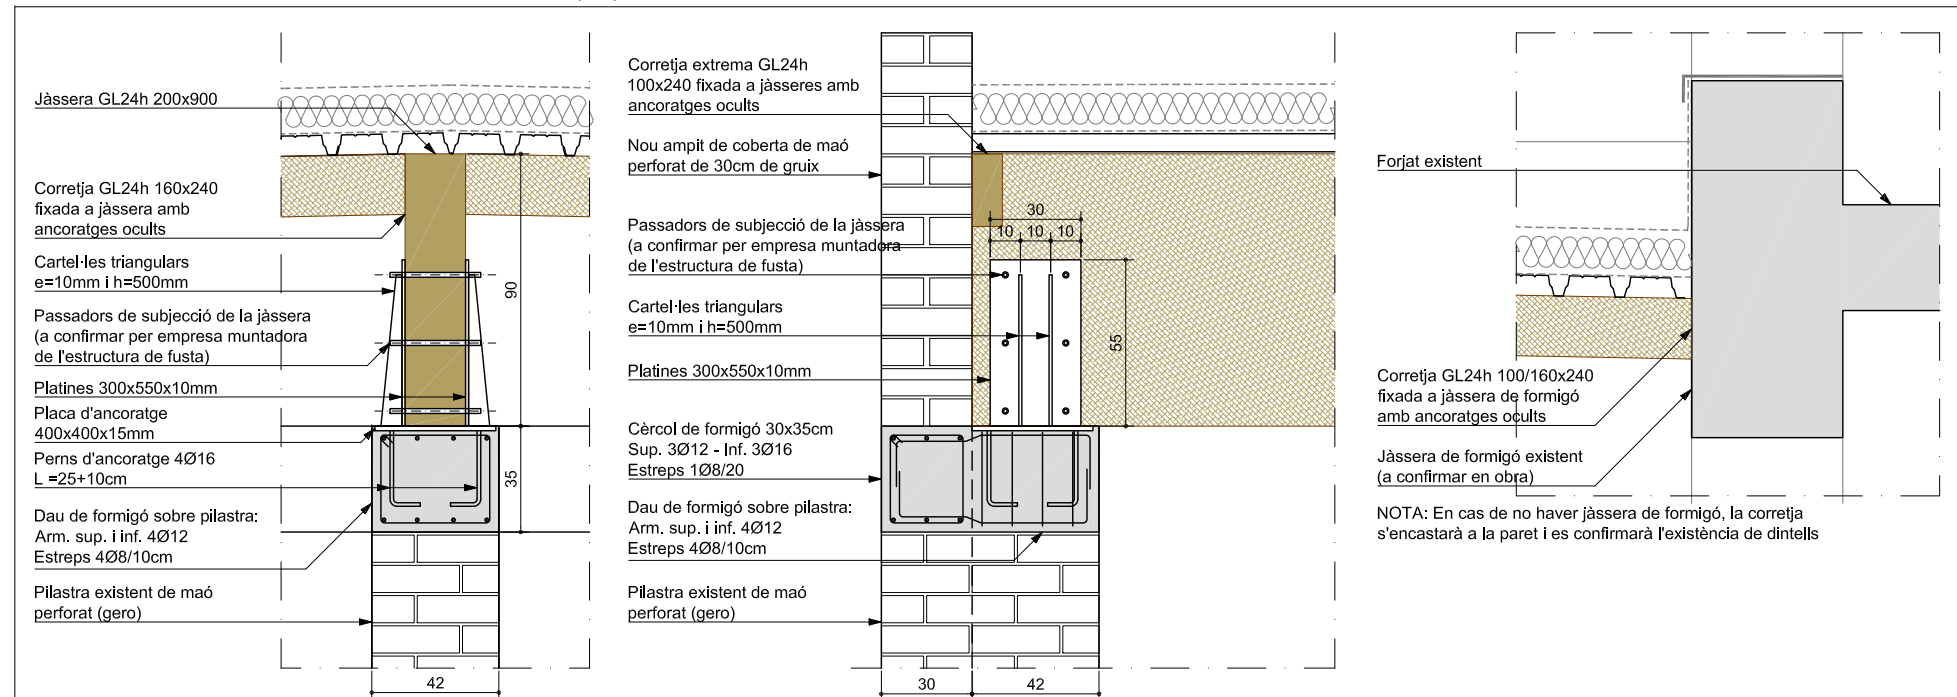 Jàssera GL24h 200x900
Corretja GL24h 160x240
fixada a jàssera amb
ancoratges ocults
Cartel·les triangulars
e=10mm i h=500mm
Passadors de subjecció de la jàssera
(a confirmar per empresa muntadora
de l'estructura de fusta)
Platines 300x550x10mm
Placa d'ancoratge
400x400x15mm
Perns d'ancoratge 4Ø16
L =25+10cm
Dau de formigó sobre pilastra:
Arm. sup. i inf. 4Ø12
Estreps 4Ø8/10cm
Pilastra existent de maó
perforat (gero)
90
35
42
Corretja extrema GL24h
100x240 fixada a jàsseres amb
ancoratges ocults
Nou ampit de coberta de maó
perforat de 30cm de gruix
Passadors de subjecció de la jàssera
(a confirmar per empresa muntadora
de l'estructura de fusta)
Cartel·les triangulars
e=10mm i h=500mm
Platines 300x550x10mm
Cèrcol de formigó 30x35cm
Sup. 3Ø12 - Inf. 3Ø16
Estreps 1Ø8/20
Dau de formigó sobre pilastra:
Arm. sup. i inf. 4Ø12
Estreps 4Ø8/10cm
Pilastra existent de maó
perforat (gero)
30
10 10 10
55
30 42
Forjat existent
Corretja GL24h 100/160x240
fixada a jàssera de formigó
amb ancoratges ocults
Jàssera de formigó existent
(a confirmar en obra)
NOTA: En cas de no haver jàssera de formigó, la corretja
s'encastarà a la paret i es confirmarà l'existència de dintells